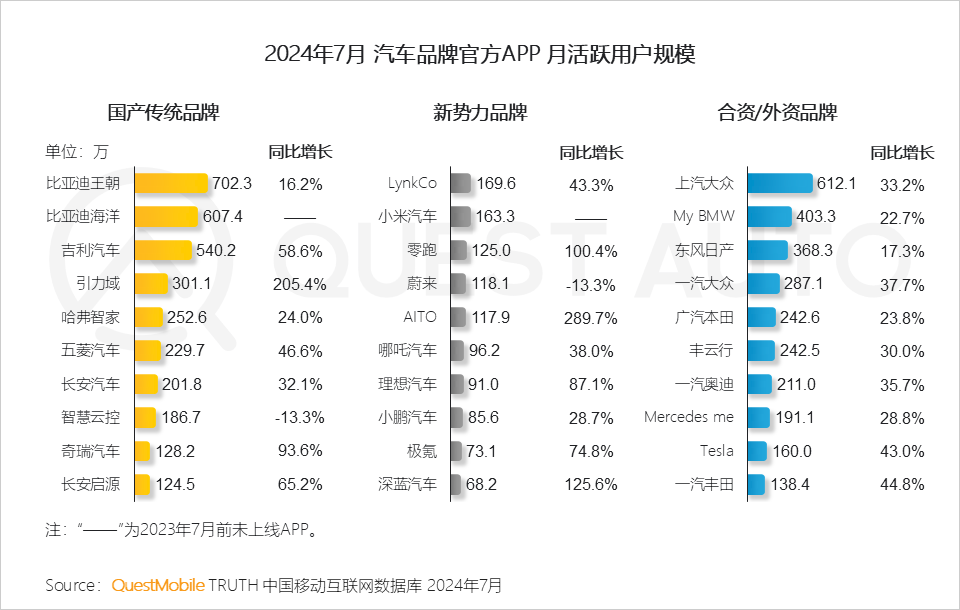 2024年7月 汽车品牌官方APP 月活跃用户规模
国产传统品牌
单位：万 同比增长
比亚迪王朝 702.3 16.2%
比亚迪海洋 607.4 ——
吉利汽车 540.2 58.6%
引力域 301.1 205.4%
哈弗智家 252.6 24.0%
五菱汽车 229.7 46.6%
长安汽车 201.8 32.1%
智慧云控 186.7 -13.3%
奇瑞汽车 128.2 93.6%
长安启源 124.5 65.2%
新势力品牌
同比增长
LynkCo 169.6 43.3%
小米汽车 163.3 ——
零跑 125.0 100.4%
蔚来 118.1 -13.3%
AITO 117.9 289.7%
哪吒汽车 96.2 38.0%
理想汽车 91.0 87.1%
小鹏汽车 85.6 28.7%
极氪 73.1 74.8%
深蓝汽车 68.2 125.6%
合资/外资品牌
同比增长
上汽大众 612.1 33.2%
My BMW 403.3 22.7%
东风日产 368.3 17.3%
一汽大众 287.1 37.7%
广汽本田 242.6 23.8%
丰云行 242.5 30.0%
一汽奥迪 211.0 35.7%
Mercedes me 191.1 28.8%
Tesla 160.0 43.0%
一汽丰田 138.4 44.8%
QUEST AUTO
注：“——”为2023年7月前未上线APP。
Source：QuestMobile TRUTH 中国移动互联网数据库 2024年7月